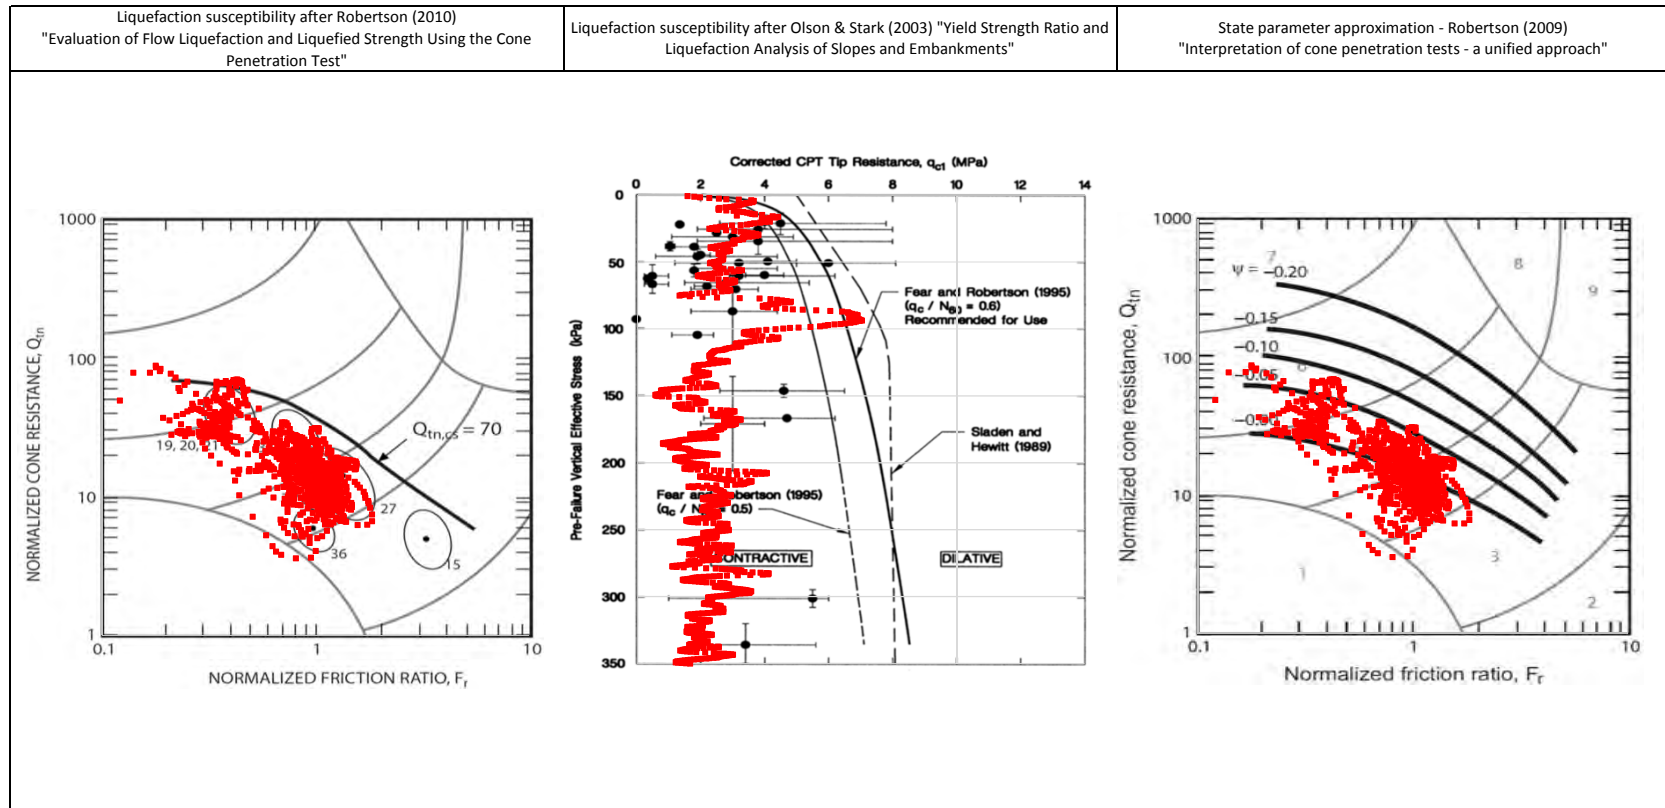 Liquefaction susceptibility after Robertson (2010)
"Evaluation of Flow Liquefaction and Liquefied Strength Using the Cone
Penetration Test"
Liquefaction susceptibility after Olson & Stark (2003) "Yield Strength Ratio and
Liquefaction Analysis of Slopes and Embankments"
State parameter approximation - Robertson (2009)
"Interpretation of cone penetration tests - a unified approach"
NORMALIZED CONE RESISTANCE, Qtn
1000
100
10
1
0.1
1
10
NORMALIZED FRICTION RATIO, Fr
19, 20, 21
Qtn,cs = 70
27
36
15
Corrected CPT Tip Resistance, qc1 (MPa)
0 2 4 6 8 10 12 14
Pre-Failure Vertical Effective Stress (kPa)
0
50
100
150
200
250
300
350
Fear and Robertson (1995)
(qc / N60 = 0.6)
Recommended for Use
Sladen and
Hewitt (1989)
(qc / = 0.5)
DILATIVE
Normalized cone resistance, Qtn
1000
100
10
1
0.1
1
10
Normalized friction ratio, Fr
7
8
9
ψ = −0.20
−0.15
−0.10
−0.05
1
3
2